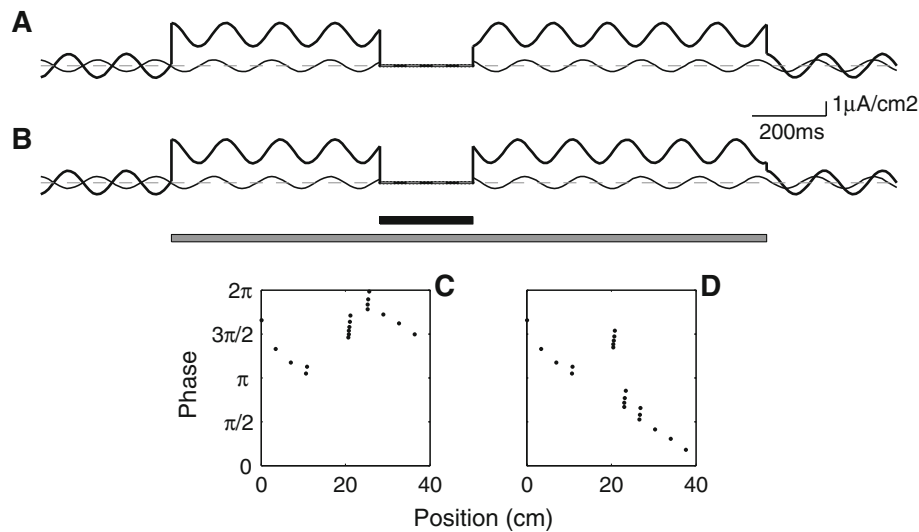 A
1μA/cm2
200ms
B
C
D
2π
3π/2
π
π/2
0
Phase
0
20
40
0
20
40
Position (cm)